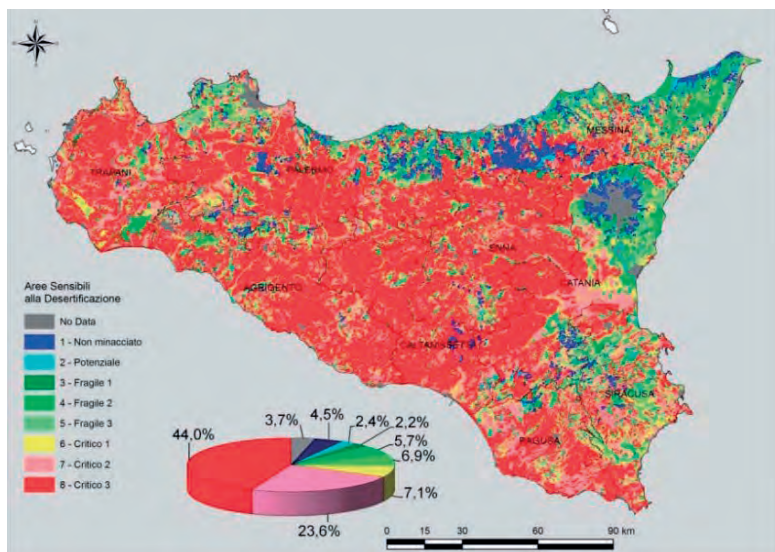 MESSINA
TRAPANI
PALERMO
ENNA
CATANIA
AGRIGENTO
CALTANISSETTA
SIRACUSA
RAGUSA
Aree Sensibili
alla Desertificazione
No Data
1 - Non minacciato
2 - Potenziale
3 - Fragile 1
4 - Fragile 2
5 - Fragile 3
6 - Critico 1
7 - Critico 2
8 - Critico 3
3,7%
4,5%
2,4%
2,2%
5,7%
6,9%
7,1%
23,6%
44,0%
0 15 30 60 90 km